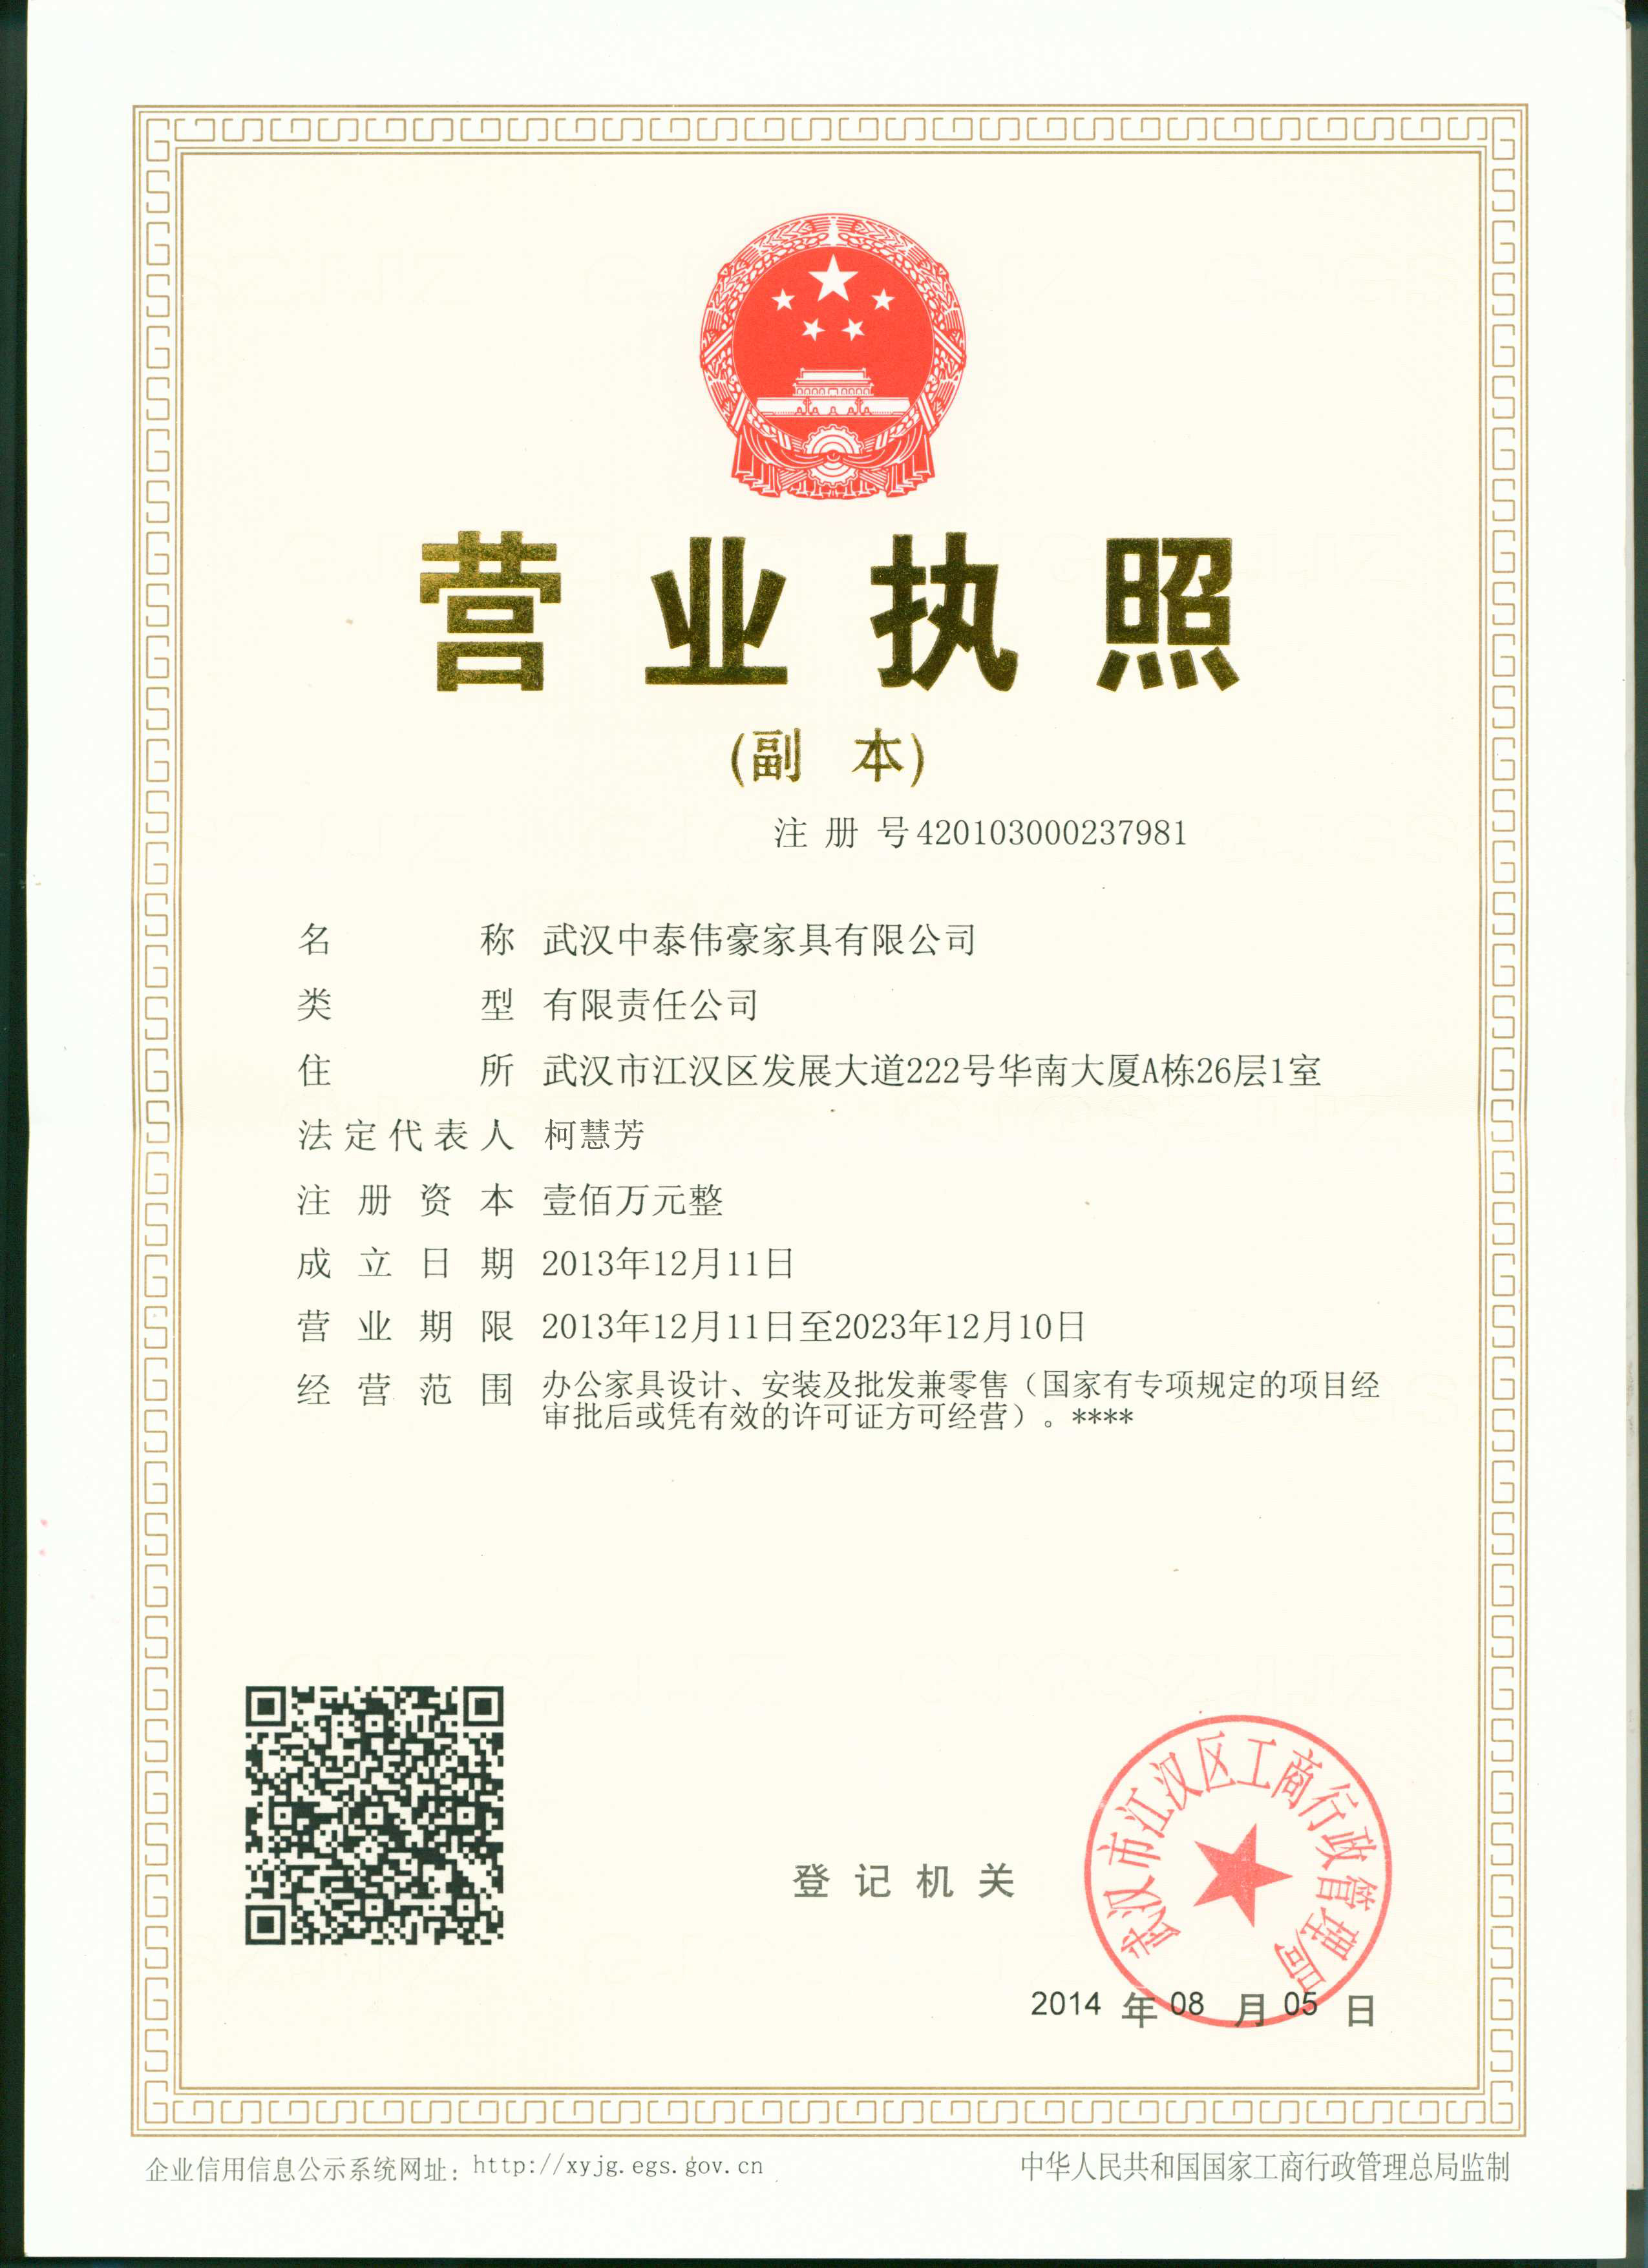 营业执照
(副 本)
注 册 号420103000237981
名 称 武汉中泰伟豪家具有限公司
类 型 有限责任公司
住 所 武汉市江汉区发展大道222号华南大厦A栋26层1室
法定代表人 柯慧芳
注 册 资 本 壹佰万元整
成 立 日 期 2013年12月11日
营 业 期 限 2013年12月11日至2023年12月10日
经 营 范 围 办公家具设计、安装及批发兼零售（国家有专项规定的项目经
审批后或凭有效的许可证方可经营）。****
武汉市江汉区工商行政管理局
登 记 机 关
2014 年 08 月 05 日
企业信用信息公示系统网址：http://xyjg.egs.gov.cn
中华人民共和国国家工商行政管理总局监制